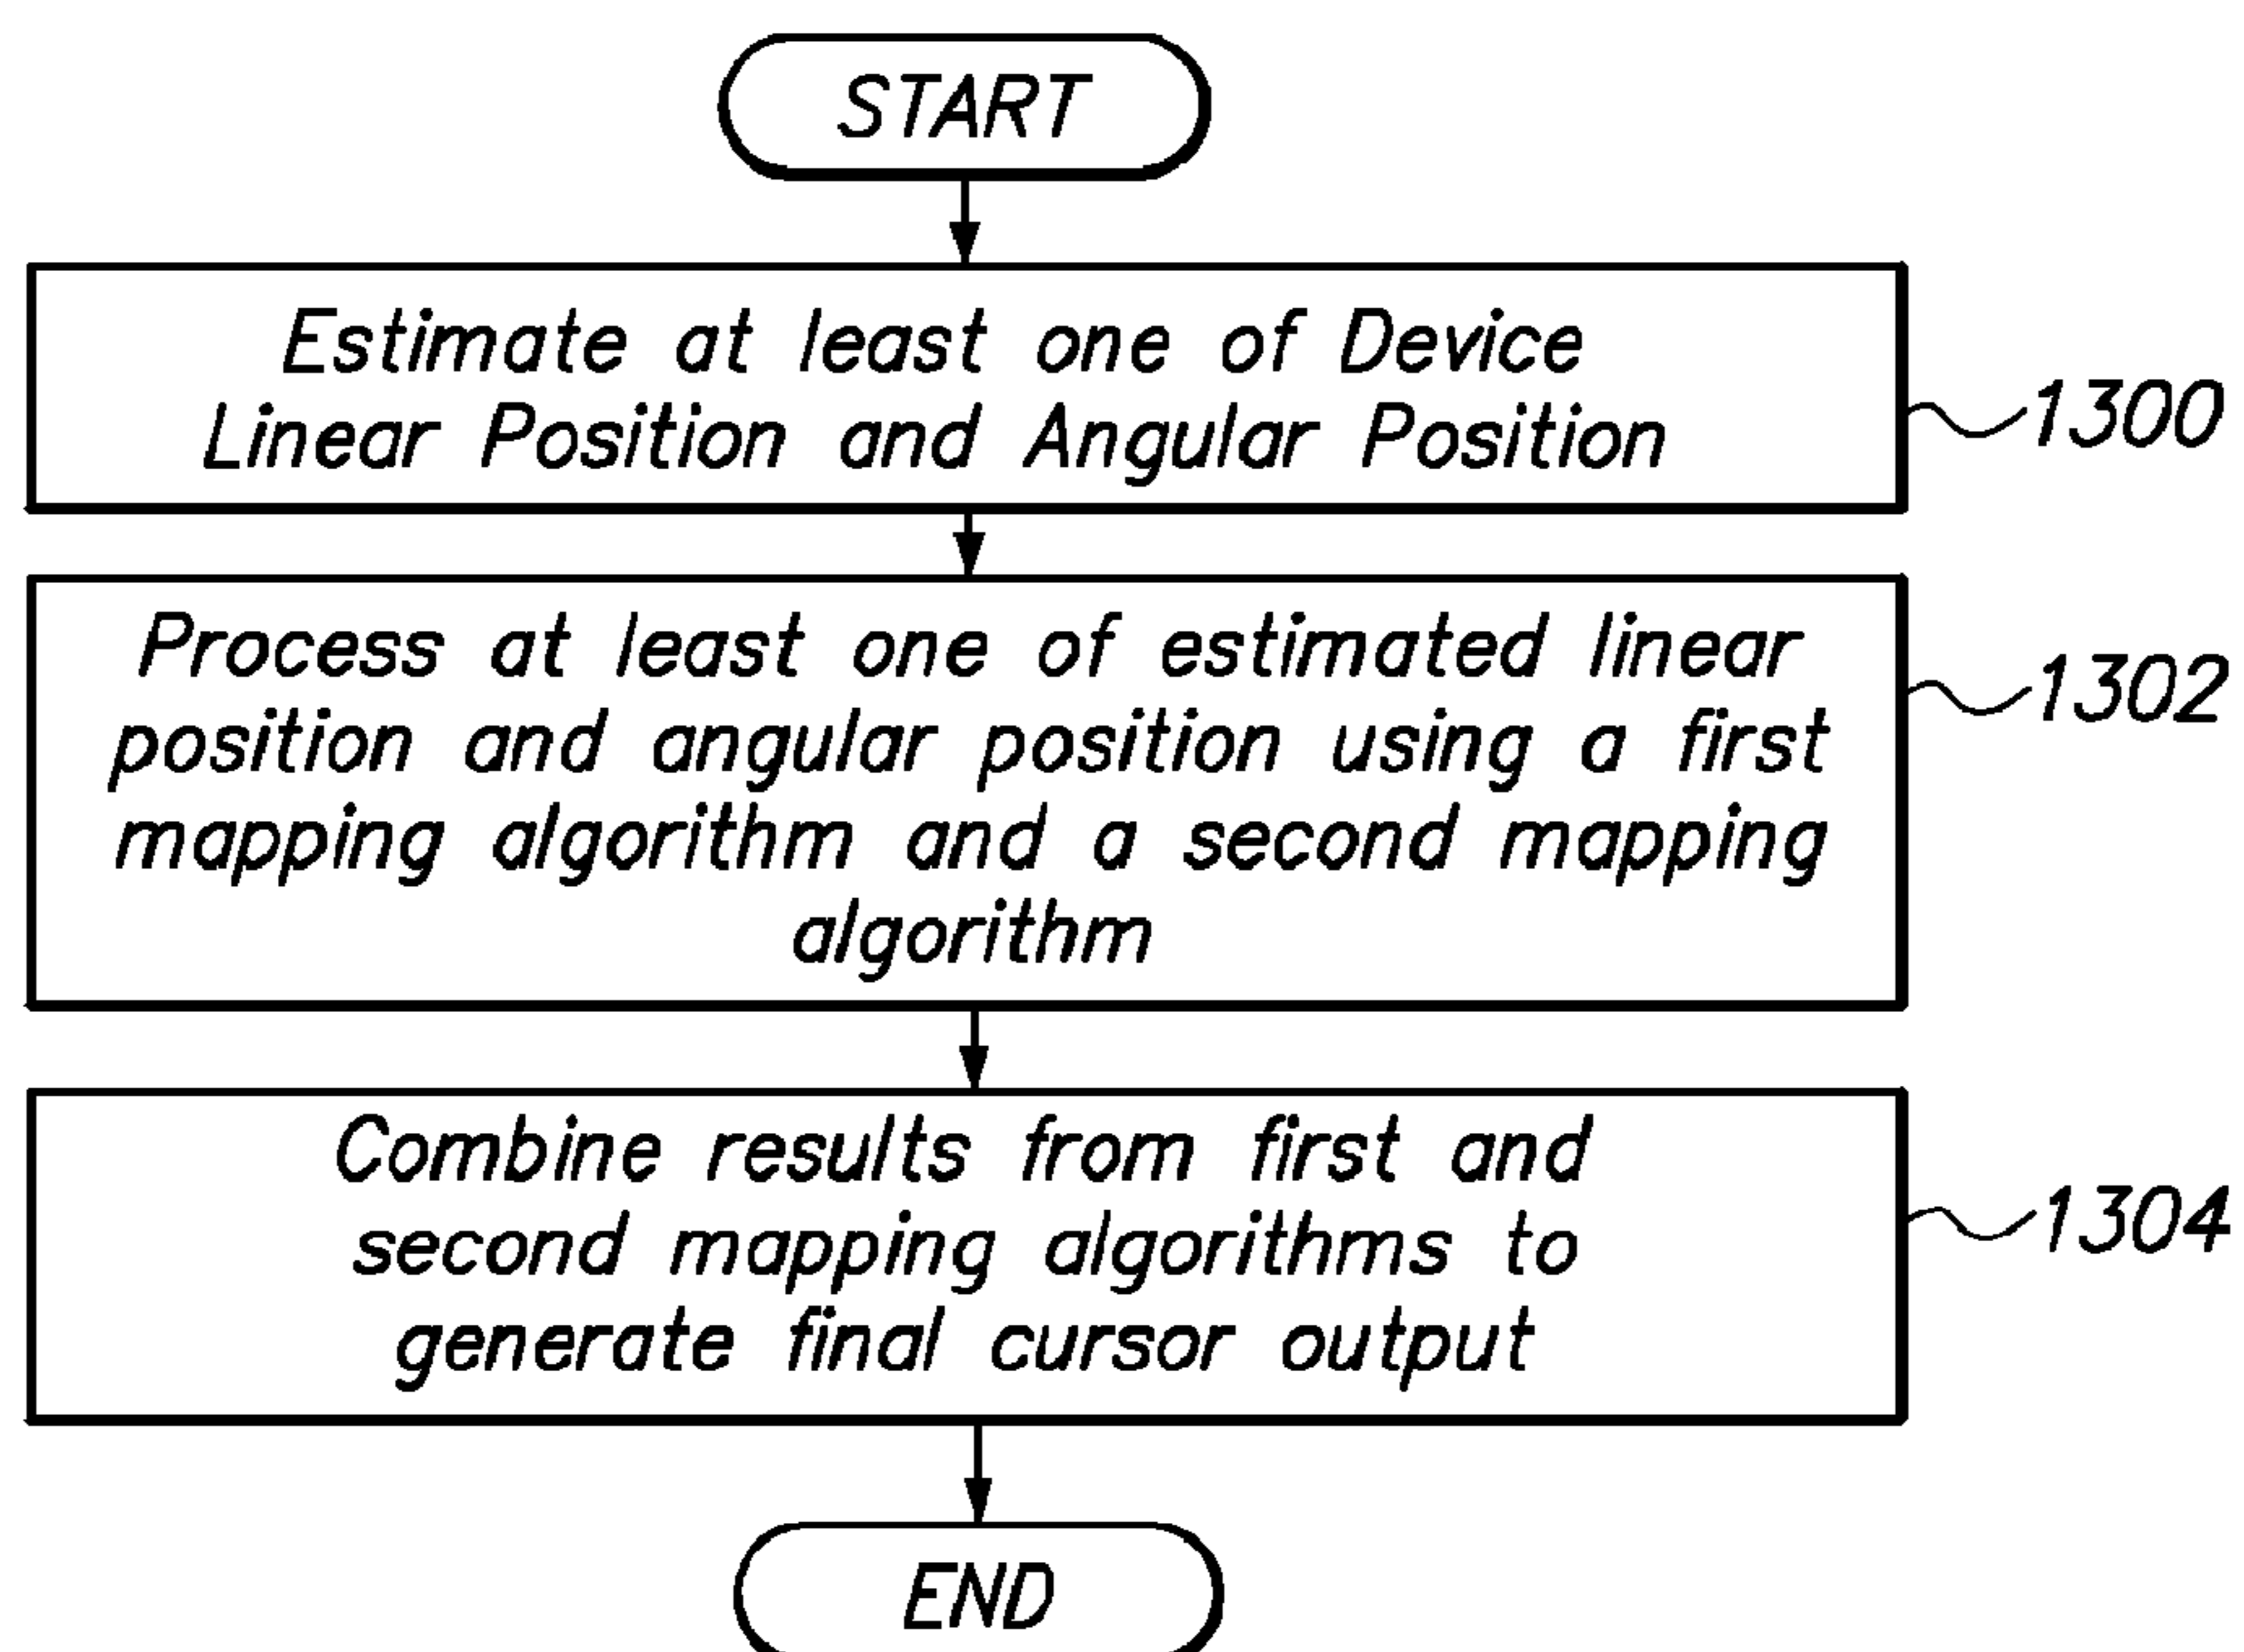 START
Estimate at least one of Device
Linear Position and Angular Position
1300
Process at least one of estimated linear
position and angular position using a first
mapping algorithm and a second mapping
algorithm
1302
Combine results from first and
second mapping algorithms to
generate final cursor output
1304
END